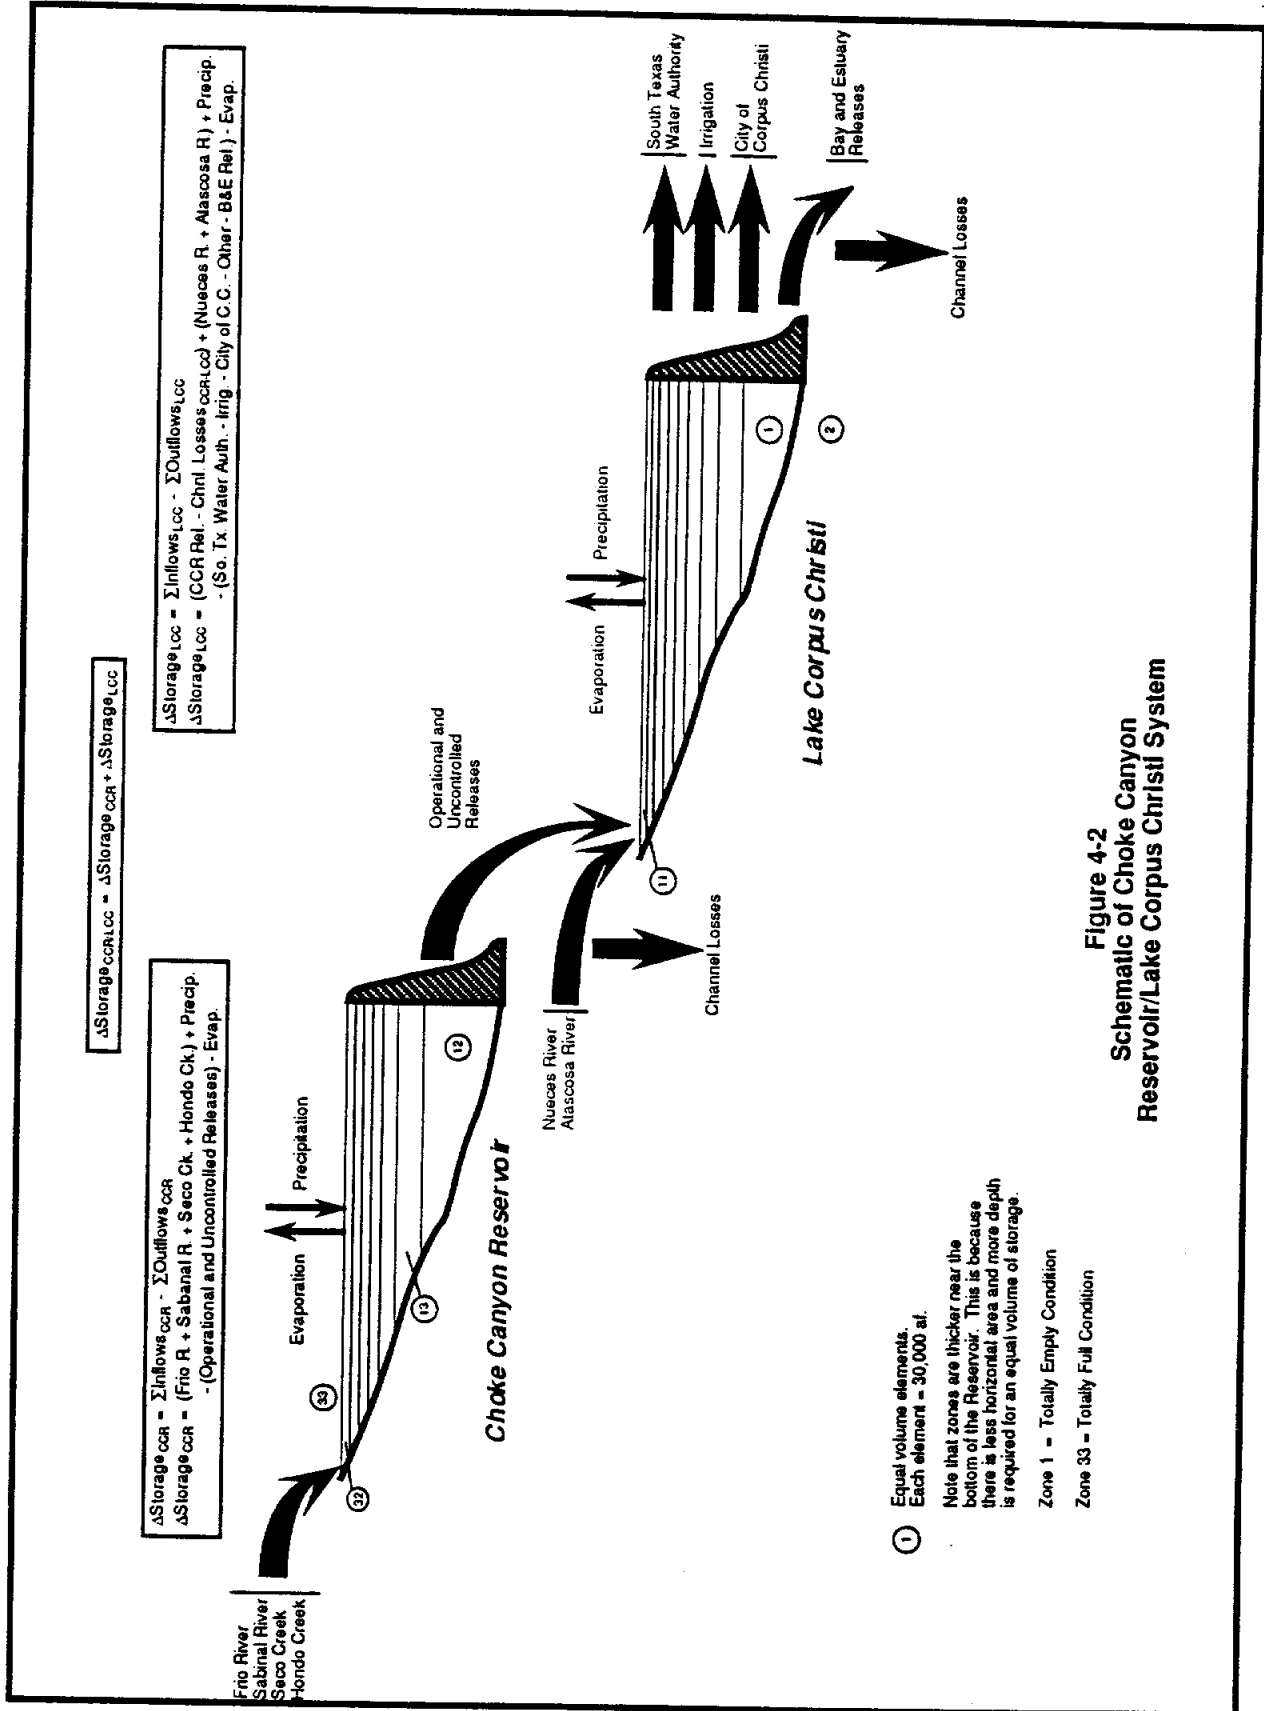 ΔStorage CCR-LCC = ΔStorage CCR + ΔStorage LCC
ΔStorage CCR = ΣInflows CCR - ΣOutflows CCR
ΔStorage CCR = (Frio R. + Sabanal R. + Seco Ck. + Hondo Ck.) + Precip.
- (Operational and Uncontrolled Releases) - Evap.
ΔStorage LCC = ΣInflows LCC - ΣOutflows LCC
ΔStorage LCC = (CCR Rel. - Chnl. Losses CCR-LCC) + (Nueces R. + Atascosa R.) + Precip.
- (So. Tx. Water Auth. - Irrig. - City of C.C. - Other - B&E Rel.) - Evap.
Frio River
Sabinal River
Seco Creek
Hondo Creek
32
33
Evaporation
Precipitation
13
12
Choke Canyon Reservoir
Operational and
Uncontrolled
Releases
Nueces River
Atascosa River
Channel Losses
11
Evaporation
Precipitation
1
2
Lake Corpus Christi
South Texas
Water Authority
Irrigation
City of
Corpus Christi
Bay and Estuary
Releases
Channel Losses
1
Equal volume elements.
Each element = 30,000 af.
Note that zones are thicker near the
bottom of the Reservoir. This is because
there is less horizontal area and more depth
is required for an equal volume of storage.
Zone 1 = Totally Empty Condition
Zone 33 = Totally Full Condition
Figure 4-2
Schematic of Choke Canyon
Reservoir/Lake Corpus Christi System